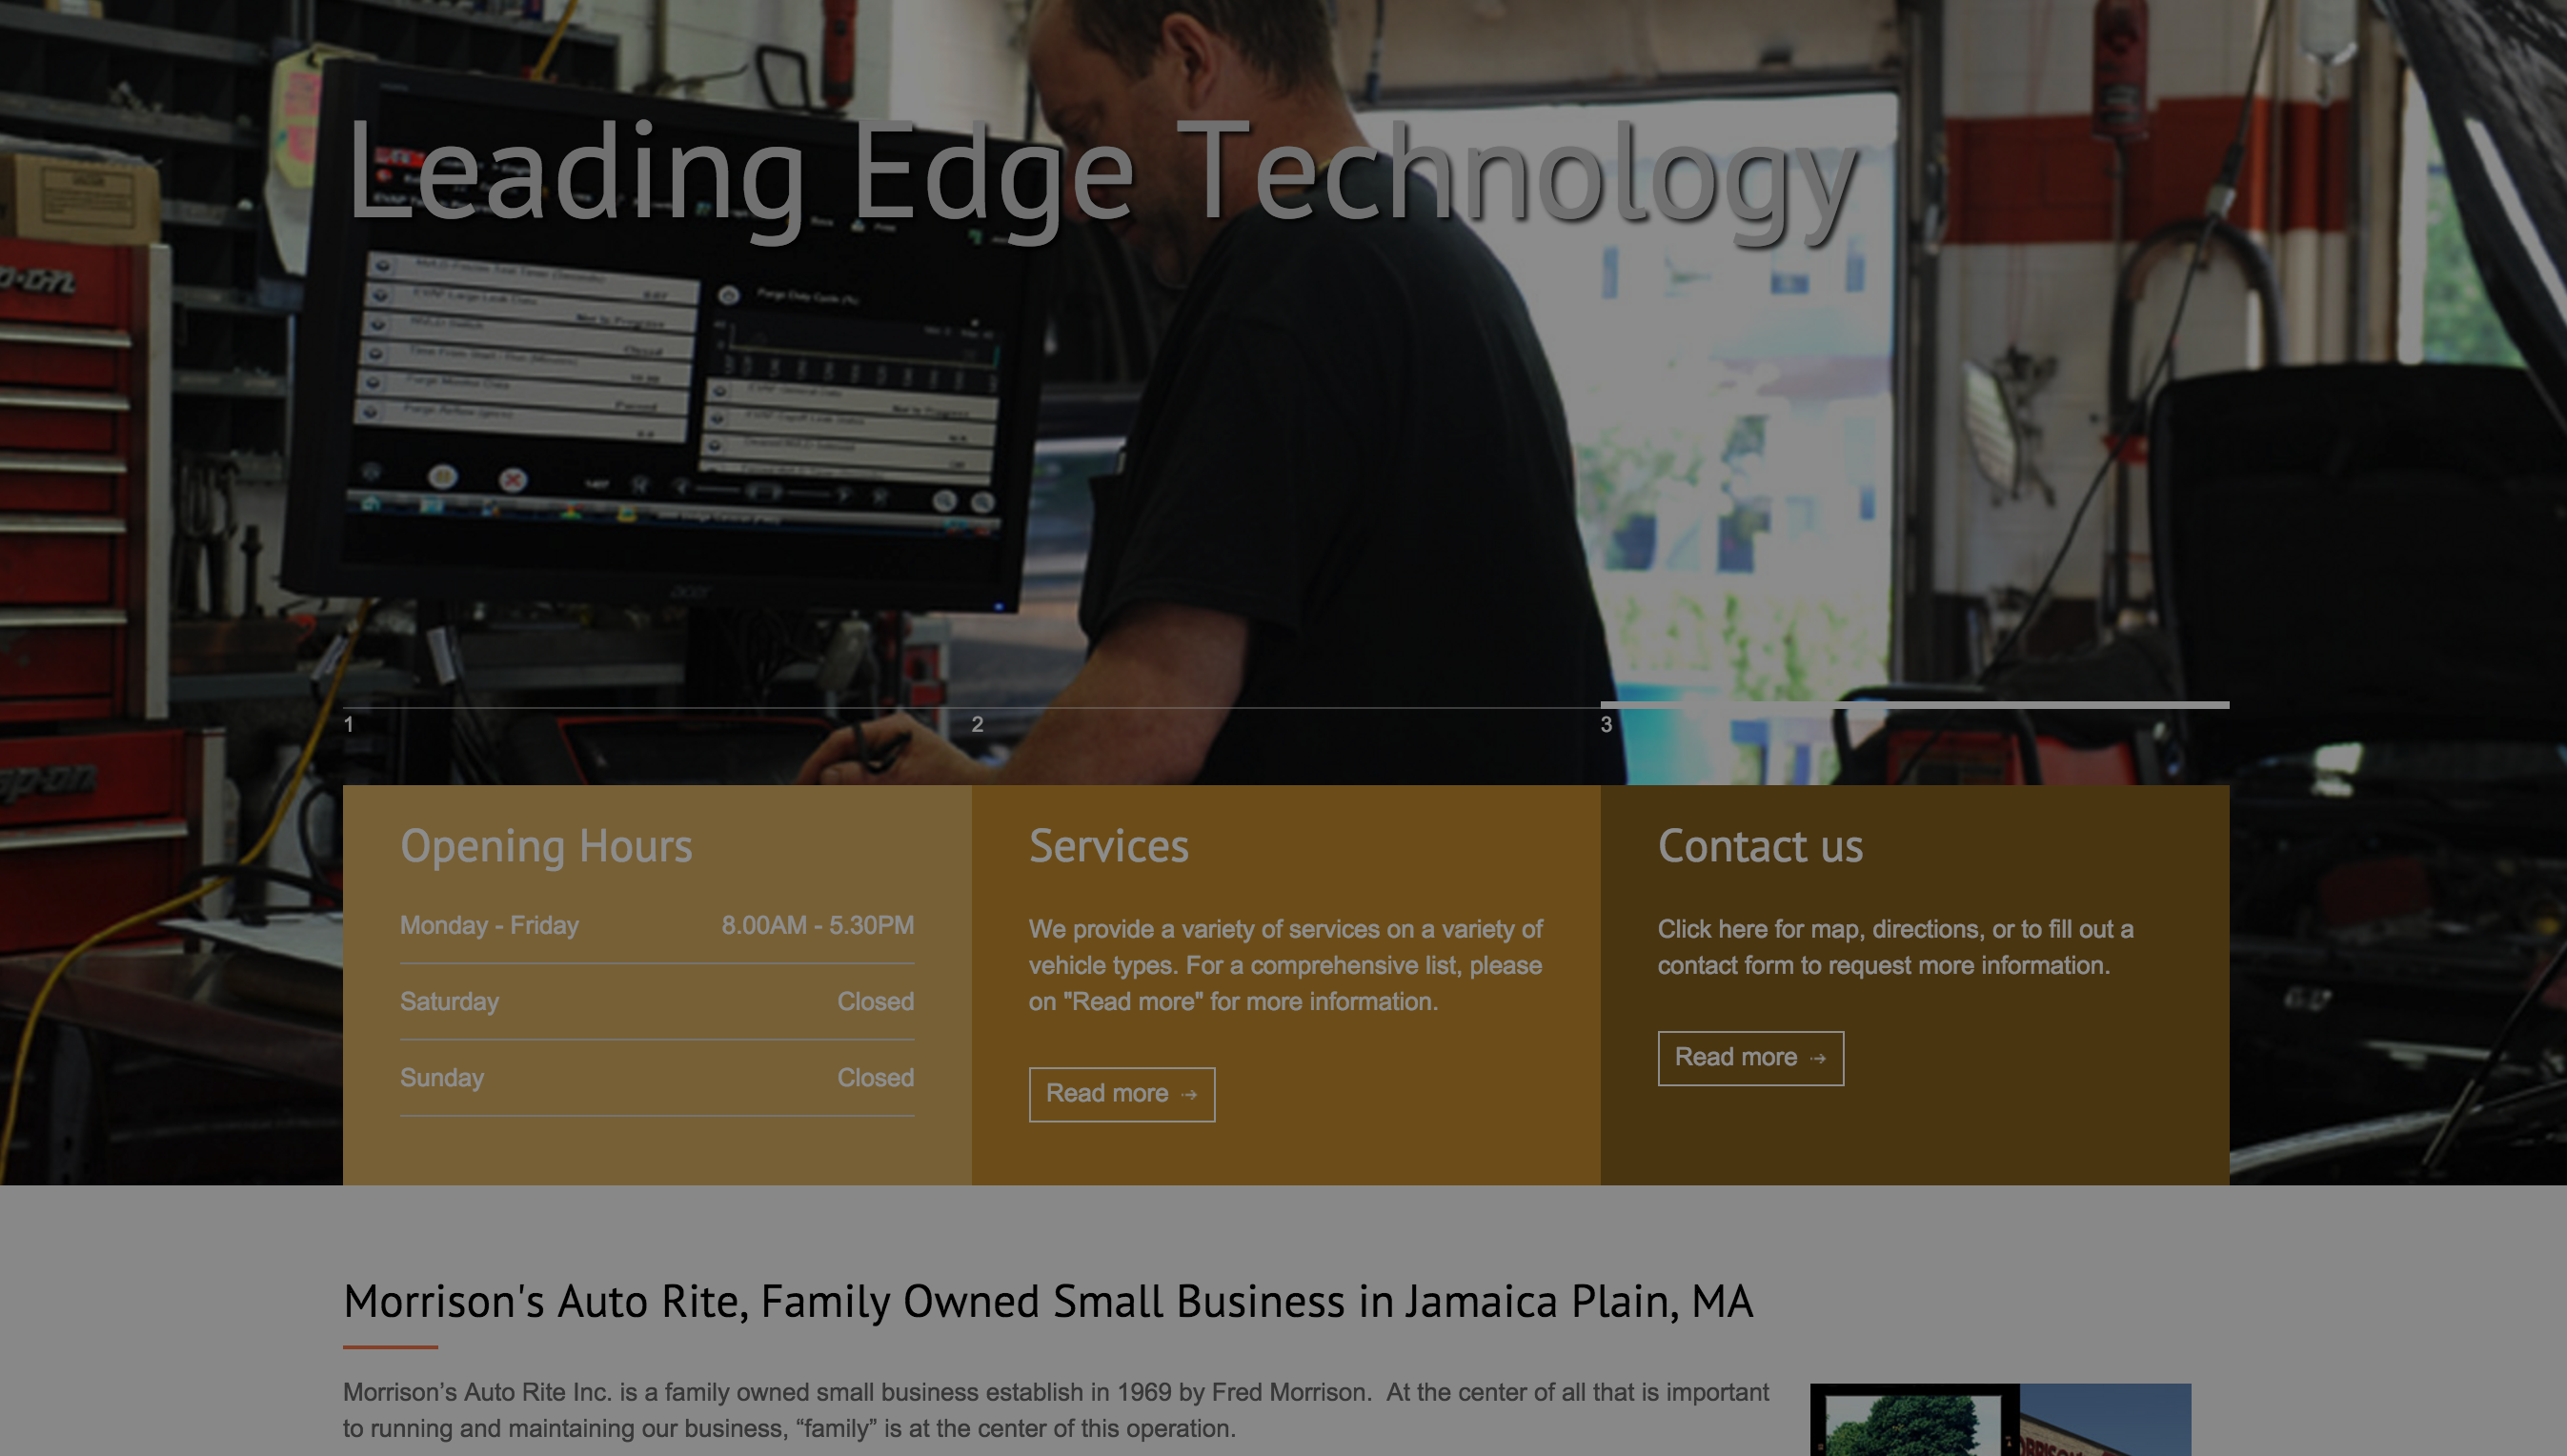 Leading Edge Technology
acer
1
2
3
Opening Hours
Monday - Friday 8.00AM - 5.30PM
Saturday Closed
Sunday Closed
Services
We provide a variety of services on a variety of
vehicle types. For a comprehensive list, please
on "Read more" for more information.
Read more
Contact us
Click here for map, directions, or to fill out a
contact form to request more information.
Read more
Morrison's Auto Rite, Family Owned Small Business in Jamaica Plain, MA
Morrison’s Auto Rite Inc. is a family owned small business establish in 1969 by Fred Morrison. At the center of all that is important
to running and maintaining our business, “family” is at the center of this operation.